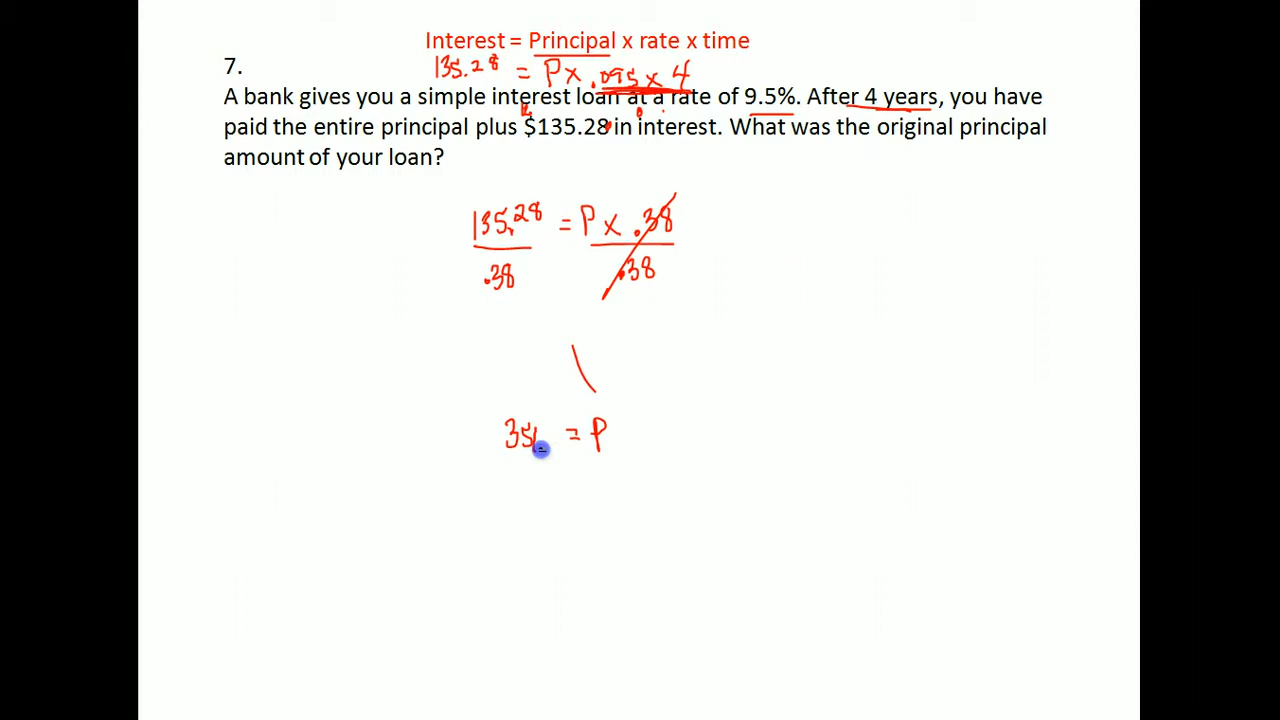 Interest = Principal x rate x time
135.28 = P x .095 x 4
7.
A bank gives you a simple interest loan at a rate of 9.5%. After 4 years, you have
paid the entire principal plus $135.28 in interest. What was the original principal
amount of your loan?
135.28 = P x .38
.38 .38
35 = P